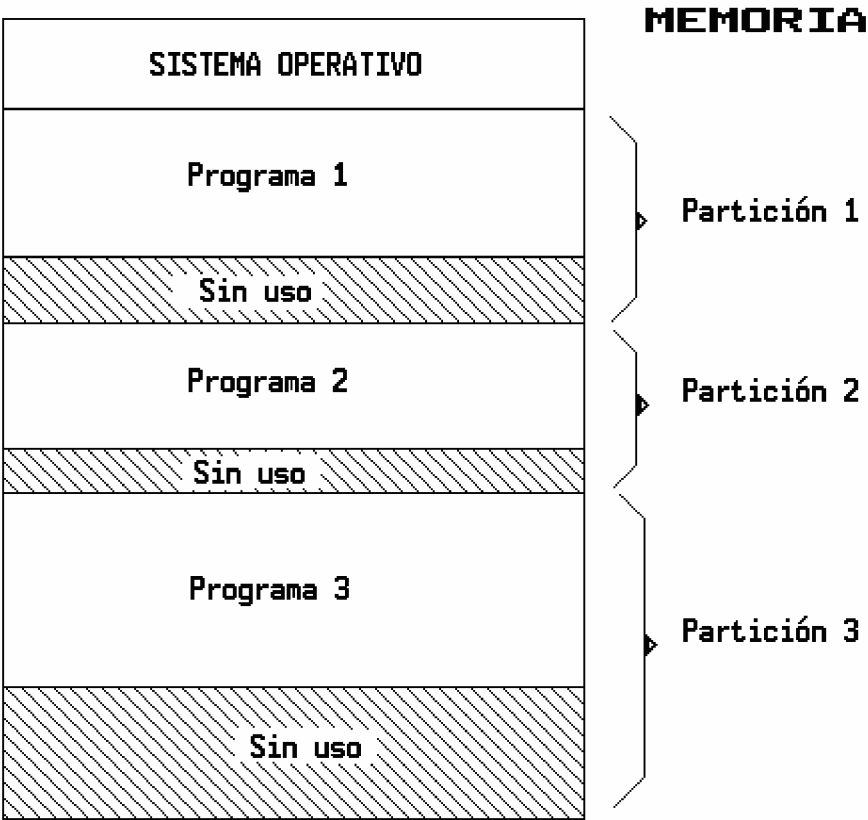 MEMORIA
SISTEMA OPERATIVO
Programa 1
Partición 1
Sin uso
Programa 2
Partición 2
Sin uso
Programa 3
Partición 3
Sin uso